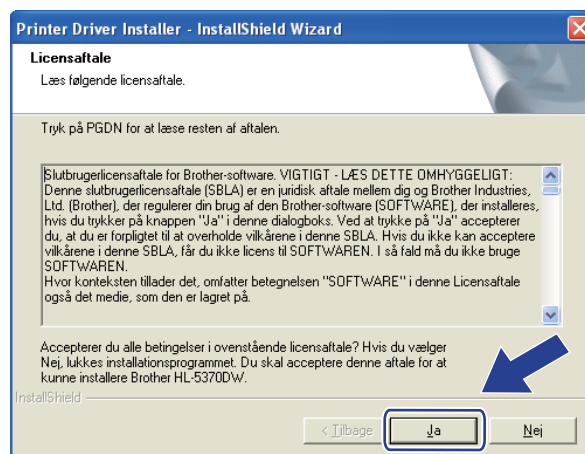 Printer Driver Installer - InstallShield Wizard
Licensaftale
Læs følgende licensaftale.
Tryk på PGDN for at læse resten af aftalen.
Slutbrugerlicensaftale for Brother-software. VIGTIGT - LÆS DETTE OMHYGGELIGT:
Denne slutbrugerlicensaftale (SBLA) er en juridisk aftale mellem dig og Brother Industries,
Ltd. (Brother), der regulerer din brug af den Brother-software (SOFTWARE), der installeres,
hvis du trykker på knappen "Ja" i denne dialogboks. Ved at trykke på "Ja" accepterer
du, at du er forpligtet til at overholde vilkårene i denne SBLA. Hvis du ikke kan acceptere
vilkårene i denne SBLA, får du ikke licens til SOFTWAREN. I så fald må du ikke bruge
SOFTWAREN.
Hvor konteksten tillader det, omfatter betegnelsen "SOFTWARE" i denne Licensaftale
også det medie, som den er lagret på.
Accepterer du alle betingelser i ovenstående licensaftale? Hvis du vælger
Nej, lukkes installationsprogrammet. Du skal acceptere denne aftale for at
kunne installere Brother HL-5370DW.
InstallShield
< Tilbage
Ja
Nej